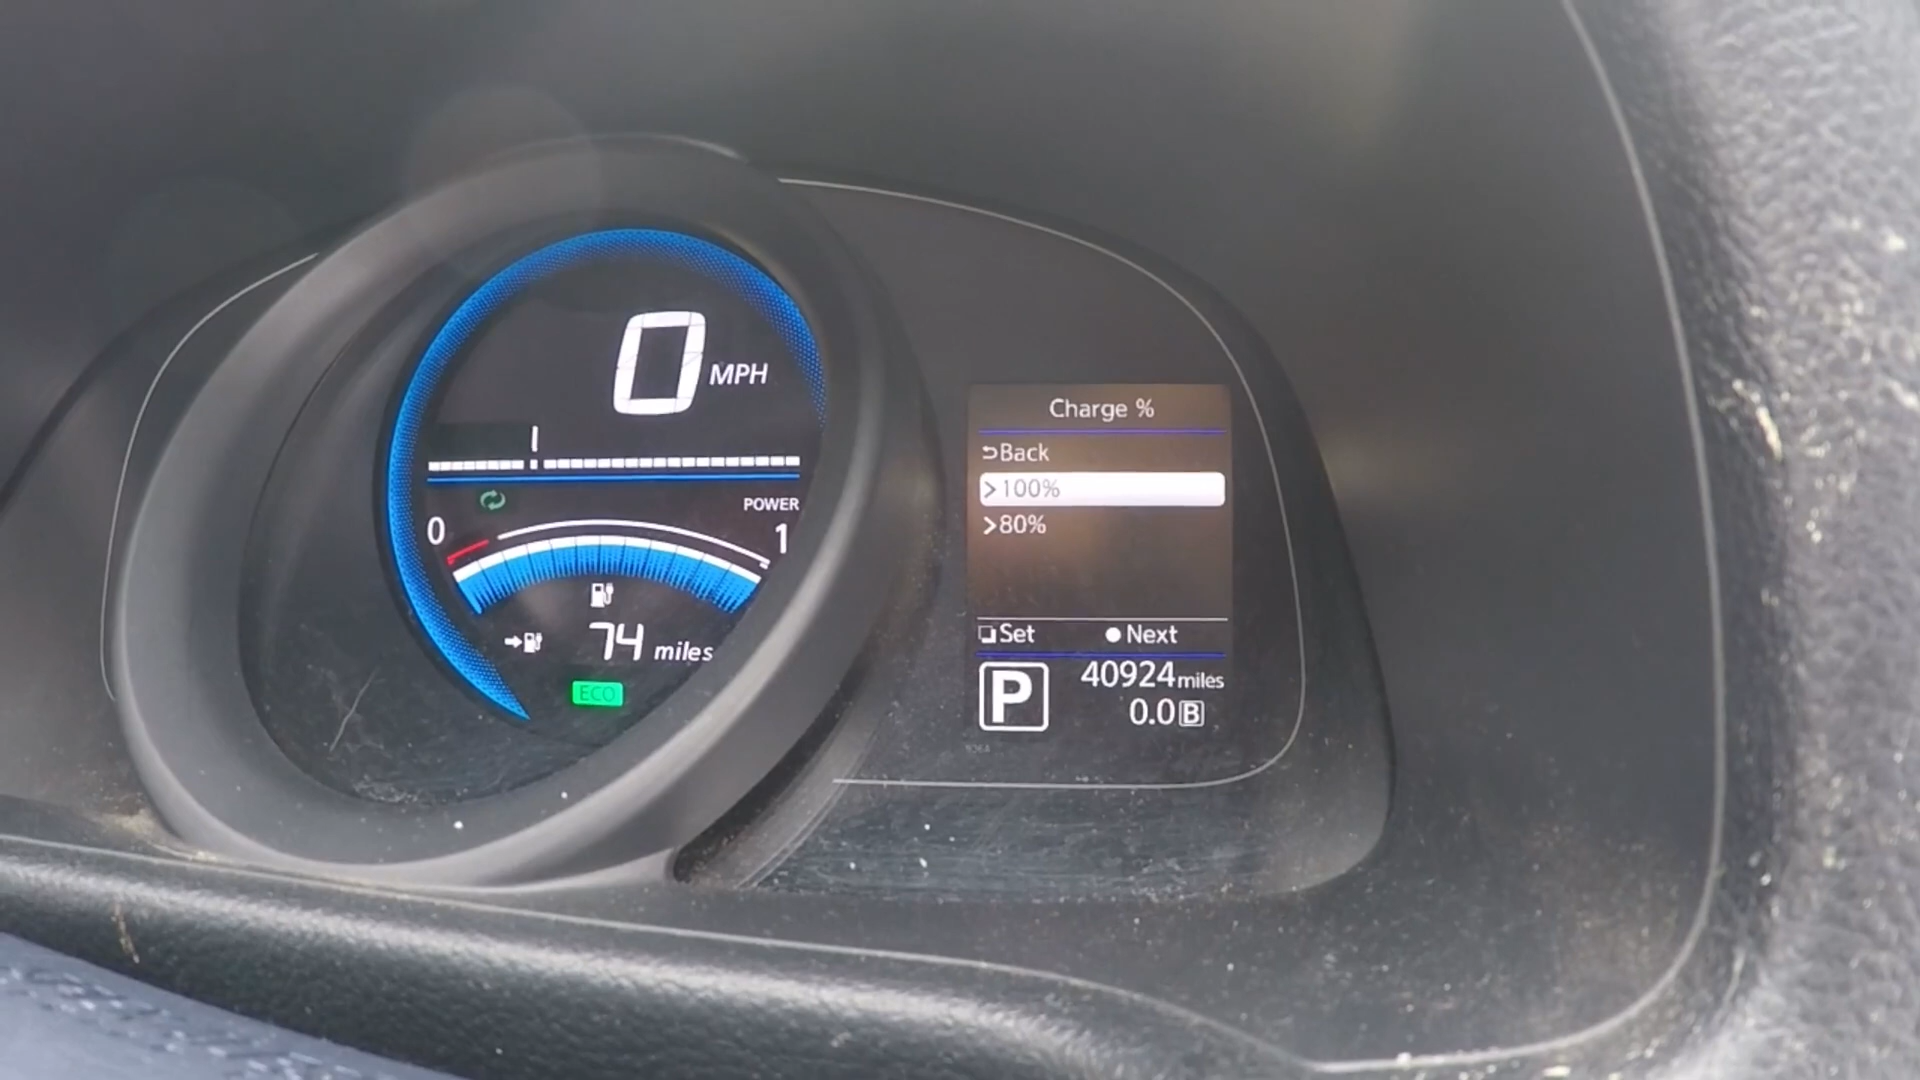 0 MPH
POWER
0 1
74 miles
ECO
Charge %
Back
>100%
>80%
Set Next
P 40924 miles
0.0 B